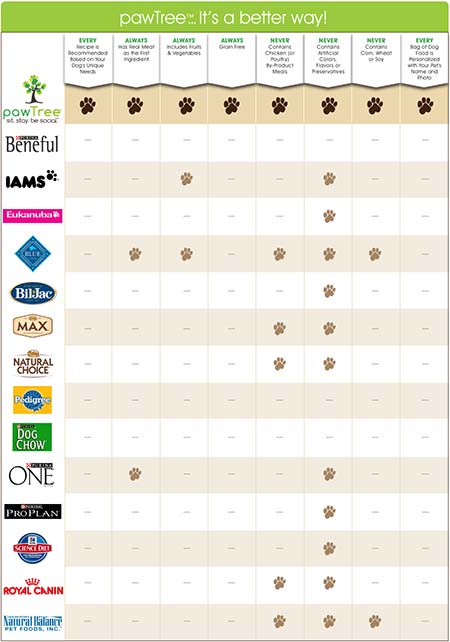 pawTree™. It's a better way!
EVERY
Recipe is
Recommended
Based on Your
Dog's Unique
Needs
ALWAYS
Has Real Meat
as the First
Ingredient
ALWAYS
Includes Fruits
& Vegetables
ALWAYS
Grain Free
NEVER
Contains
Chicken (or
Poultry)
By-Product
Meals
NEVER
Contains
Artificial
Colors,
Flavors or
Preservatives
NEVER
Contains
Corn, Wheat
or Soy
EVERY
Bag of Dog
Food is
Personalized
with Your Pet's
Name and
Photo
pawTree
sit. stay. be social.
PURINA
Beneful
IAMS
Eukanuba
BLUE
Bil-Jac
MAX
NATURAL
CHOICE
Pedigree
PURINA
DOG
CHOW
PURINA
ONE
PURINA
PRO PLAN
SCIENCE DIET
ROYAL CANIN
Natural Balance
PET FOODS, INC.